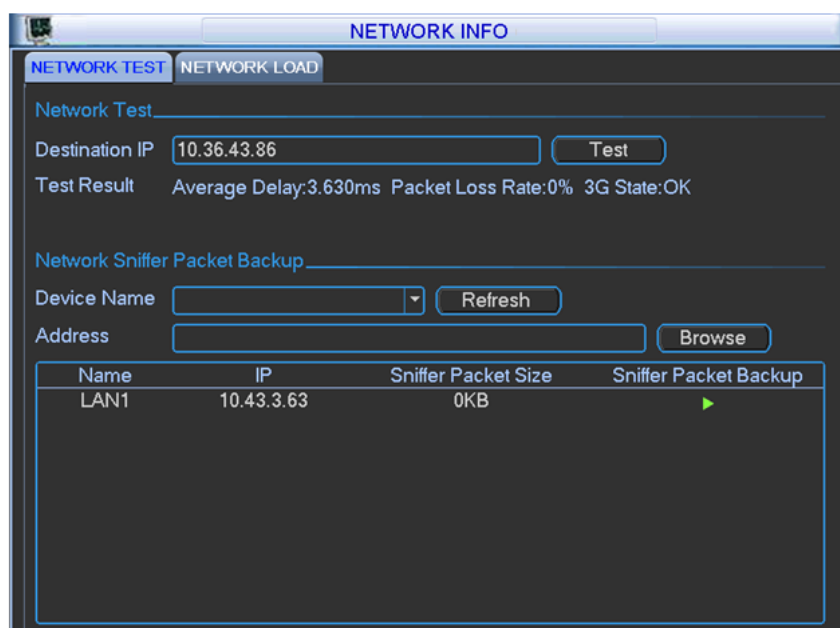 NETWORK INFO
NETWORK TEST NETWORK LOAD
Network Test
Destination IP 10.36.43.86 Test
Test Result Average Delay:3.630ms Packet Loss Rate:0% 3G State:OK
Network Sniffer Packet Backup
Device Name Refresh
Address Browse
Name IP Sniffer Packet Size Sniffer Packet Backup
LAN1 10.43.3.63 0KB